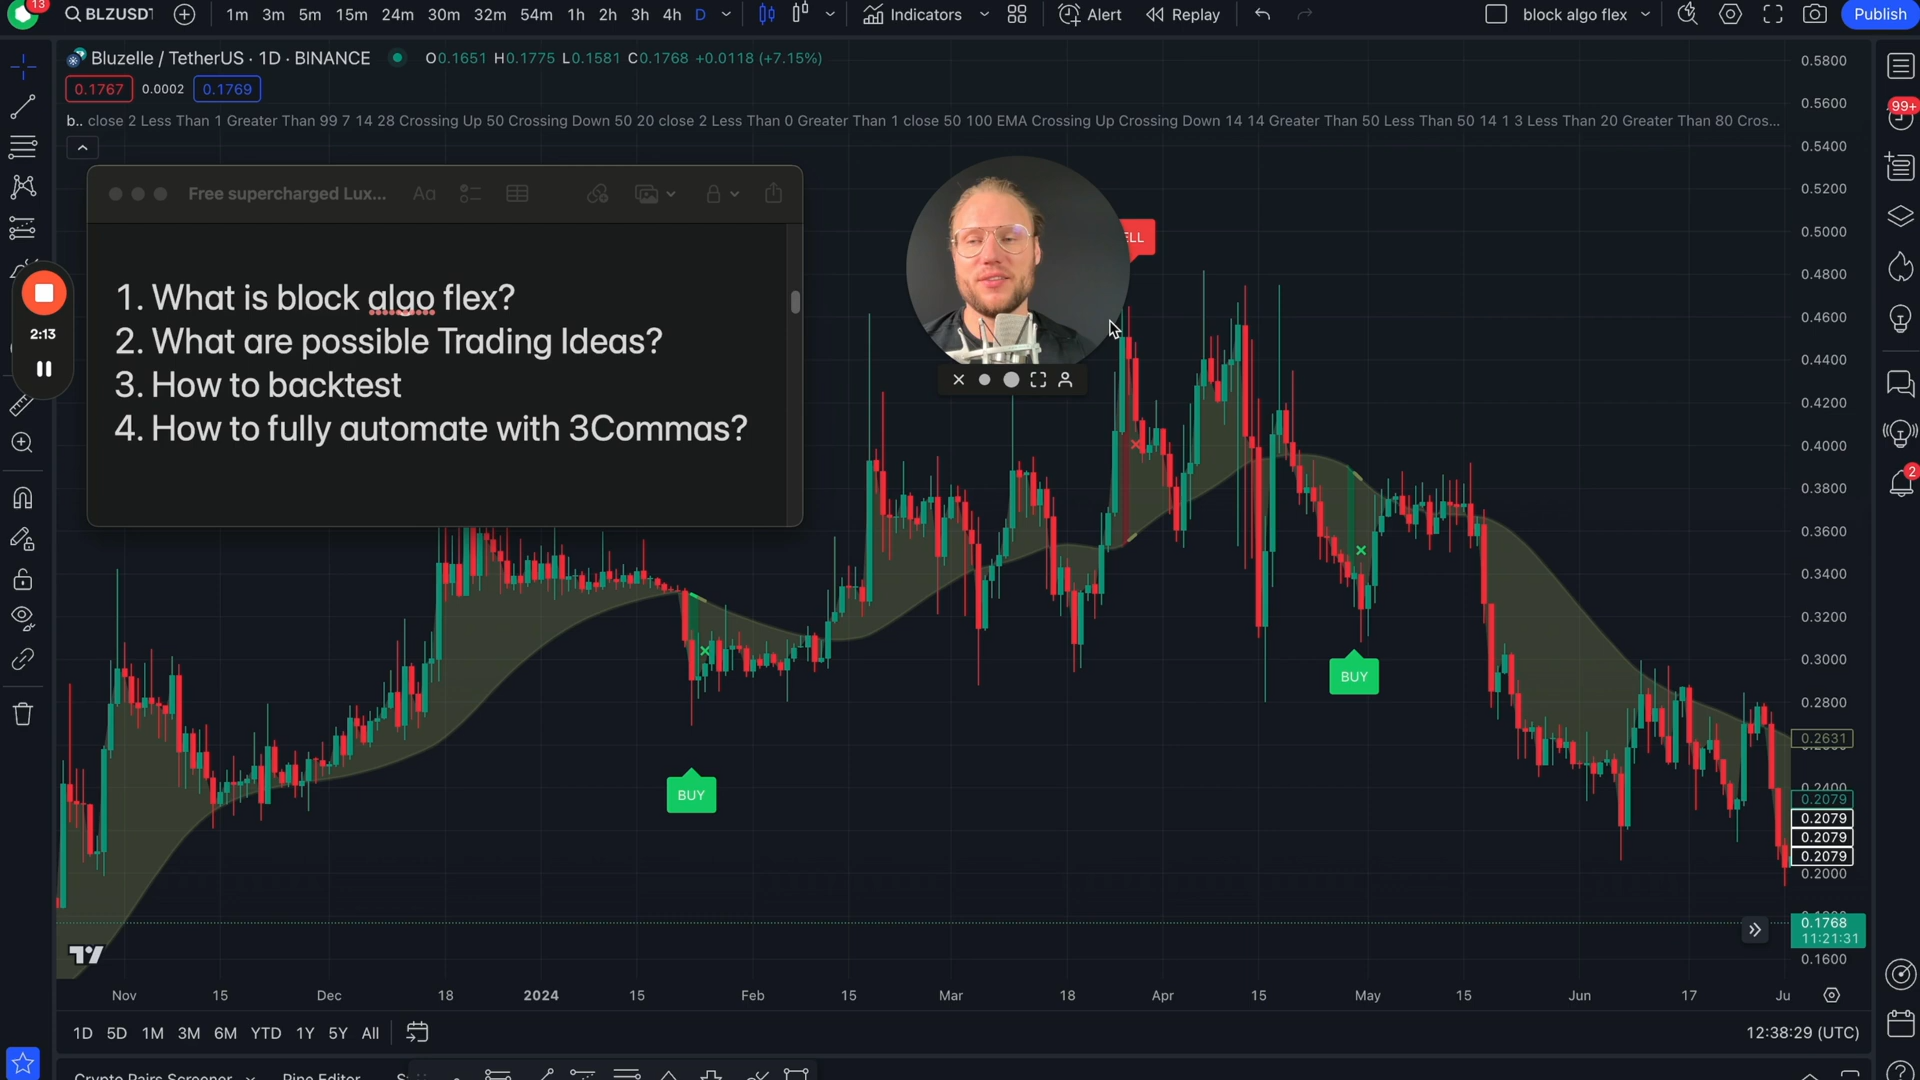 13
BLZUSDT
1m 3m 5m 15m 24m 30m 32m 54m 1h 2h 3h 4h D
Indicators
Alert
Replay
block algo flex
Publish
Bluzelle / TetherUS · 1D · BINANCE
O0.1651 H0.1775 L0.1581 C0.1768 +0.0118 (+7.15%)
0.1767 0.0002 0.1769
b.. close 2 Less Than 1 Greater Than 99 7 14 28 Crossing Up 50 Crossing Down 50 20 close 2 Less Than 0 Greater Than 1 close 50 100 EMA Crossing Up Crossing Down 14 14 Greater Than 50 Less Than 50 14 1 3 Less Than 20 Greater Than 80 Cros...
Free supercharged Lux...
Aa
1. What is block algo flex?
2. What are possible Trading Ideas?
3. How to backtest
4. How to fully automate with 3Commas?
2:13
ELL
BUY
BUY
0.5800
0.5600
0.5400
0.5200
0.5000
0.4800
0.4600
0.4400
0.4200
0.4000
0.3800
0.3600
0.3400
0.3200
0.3000
0.2800
0.2631
0.2400
0.2079
0.2079
0.2079
0.2079
0.2000
0.1768
11:21:31
0.1600
99+
2
Nov 15 Dec 18 2024 15 Feb 15 Mar 18 Apr 15 May 15 Jun 17 Ju
1D 5D 1M 3M 6M YTD 1Y 5Y All
12:38:29 (UTC)
Crypto Pairs Screener
Pine Editor